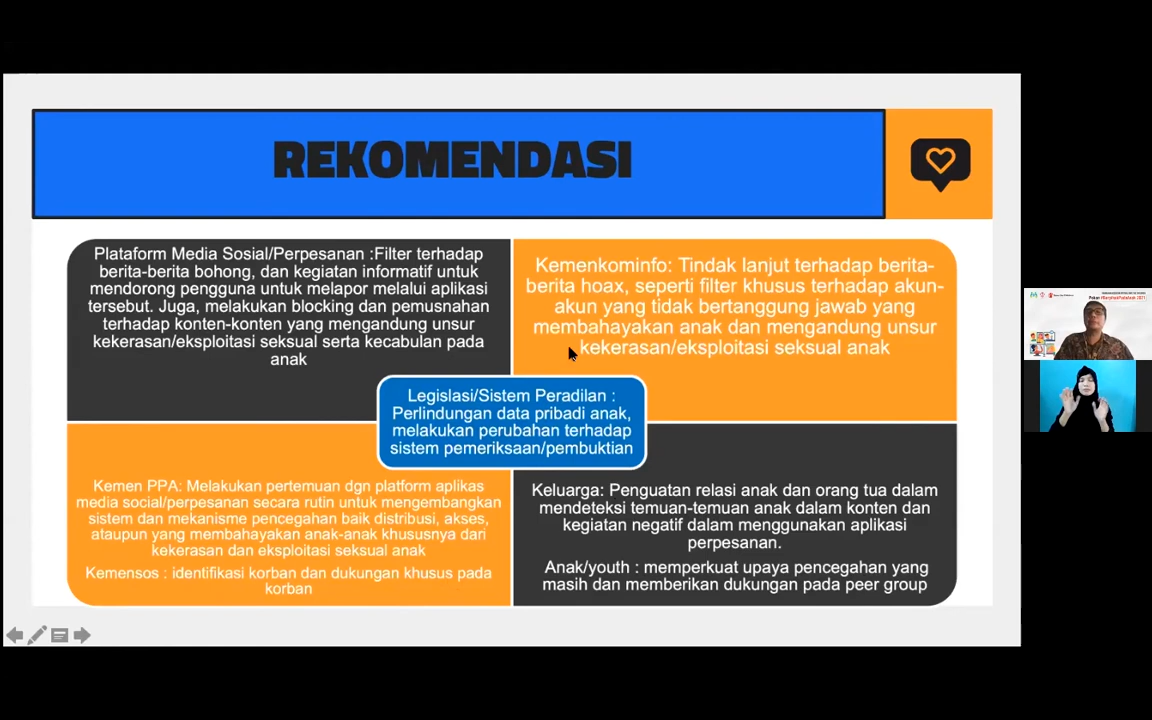 REKOMENDASI
Plataform Media Sosial/Perpesanan :Filter terhadap
berita-berita bohong, dan kegiatan informatif untuk
mendorong pengguna untuk melapor melalui aplikasi
tersebut. Juga, melakukan blocking dan pemusnahan
terhadap konten-konten yang mengandung unsur
kekerasan/eksploitasi seksual serta kecabulan pada
anak
Kemenkominfo: Tindak lanjut terhadap berita-
berita hoax, seperti filter khusus terhadap akun-
akun yang tidak bertanggung jawab yang
membahayakan anak dan mengandung unsur
kekerasan/eksploitasi seksual anak
Legislasi/Sistem Peradilan :
Perlindungan data pribadi anak,
melakukan perubahan terhadap
sistem pemeriksaan/pembuktian
Kemen PPA: Melakukan pertemuan dgn platform aplikas
media social/perpesanan secara rutin untuk mengembangkan
sistem dan mekanisme pencegahan baik distribusi, akses,
ataupun yang membahayakan anak-anak khususnya dari
kekerasan dan eksploitasi seksual anak
Kemensos : identifikasi korban dan dukungan khusus pada
korban
Keluarga: Penguatan relasi anak dan orang tua dalam
mendeteksi temuan-temuan anak dalam konten dan
kegiatan negatif dalam menggunakan aplikasi
perpesanan.
Anak/youth : memperkuat upaya pencegahan yang
masih dan memberikan dukungan pada peer group